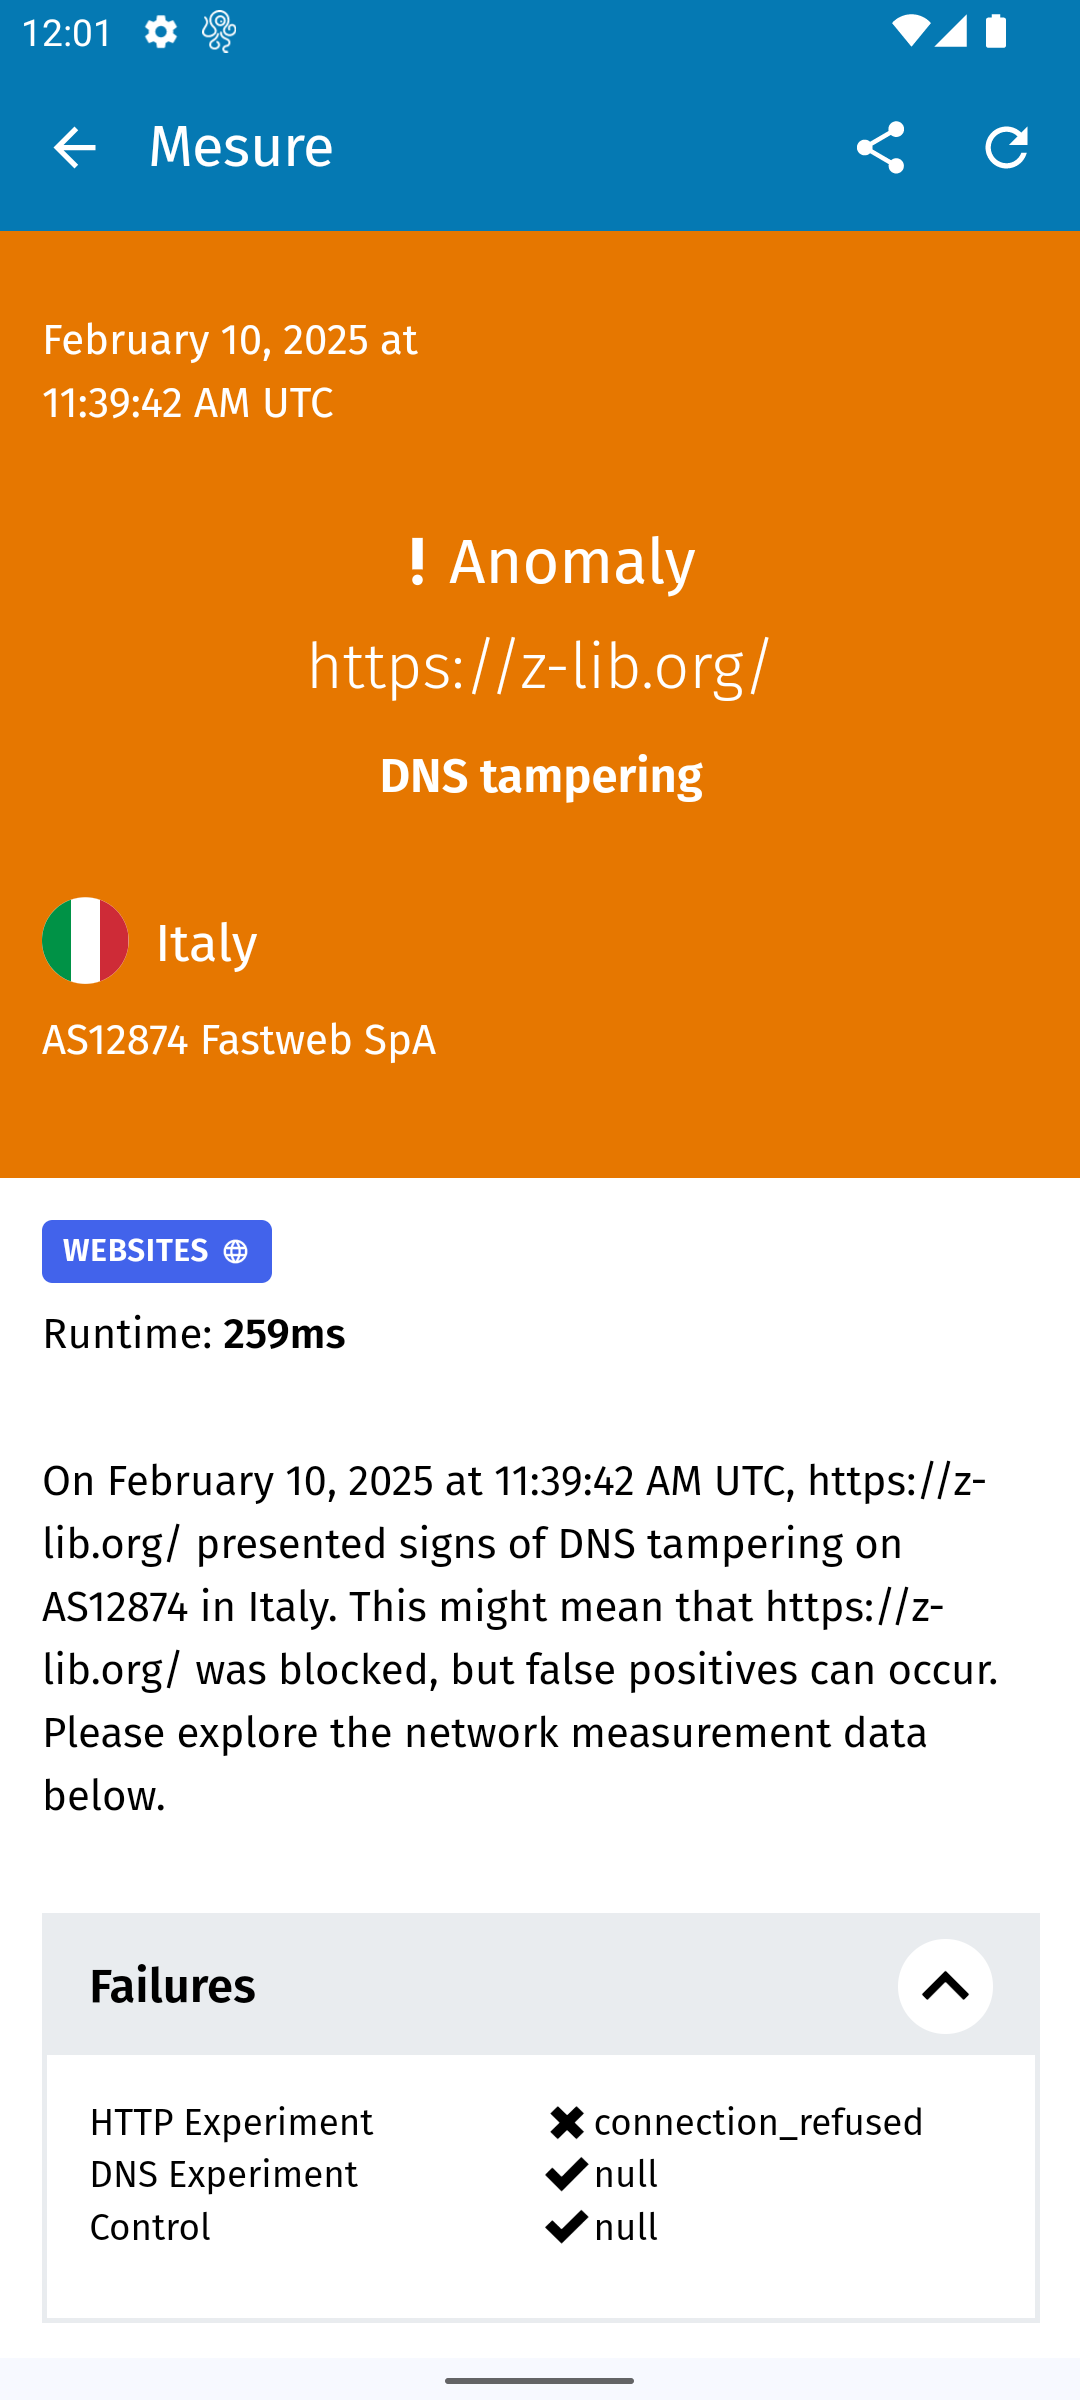 12:01
Mesure
February 10, 2025 at
11:39:42 AM UTC
! Anomaly
https://z-lib.org/
DNS tampering
Italy
AS12874 Fastweb SpA
WEBSITES
Runtime: 259ms
On February 10, 2025 at 11:39:42 AM UTC, https://z-
lib.org/ presented signs of DNS tampering on
AS12874 in Italy. This might mean that https://z-
lib.org/ was blocked, but false positives can occur.
Please explore the network measurement data
below.
Failures
HTTP Experiment connection_refused
DNS Experiment null
Control null